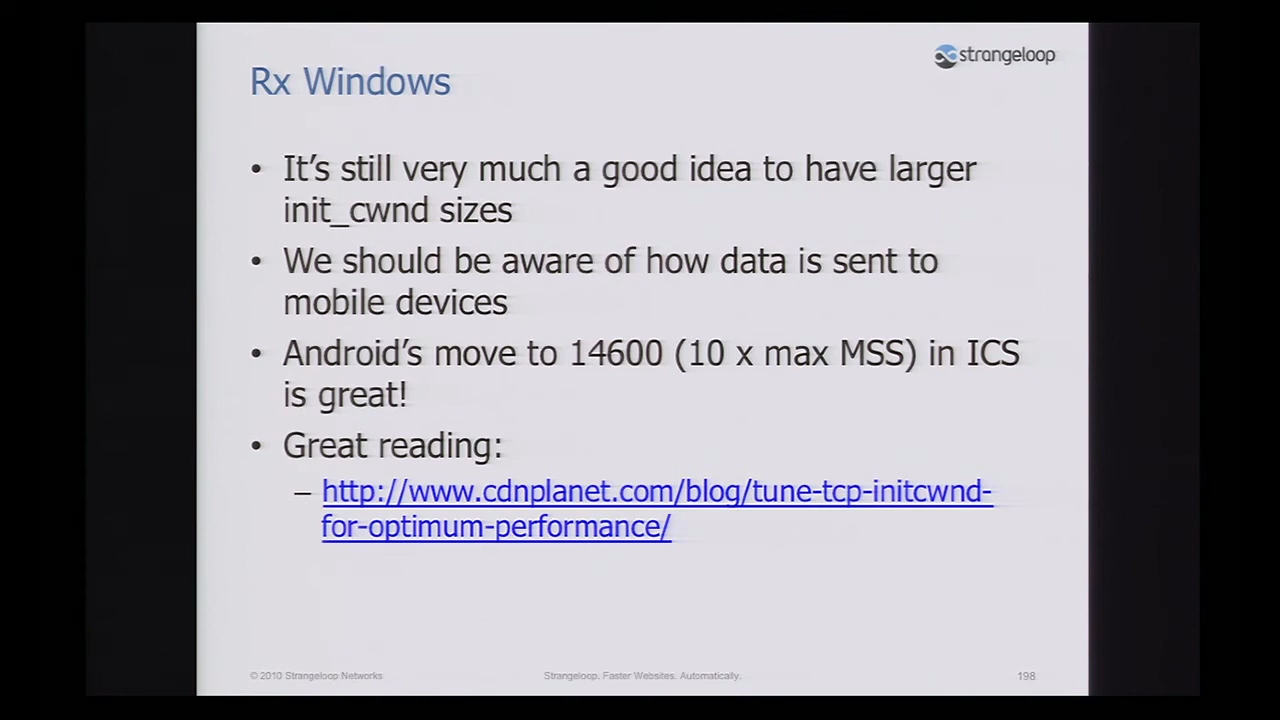 strangeloop
Rx Windows
• It's still very much a good idea to have larger
init_cwnd sizes
• We should be aware of how data is sent to
mobile devices
• Android's move to 14600 (10 x max MSS) in ICS
is great!
• Great reading:
– http://www.cdnplanet.com/blog/tune-tcp-initcwnd-
for-optimum-performance/
© 2010 Strangeloop Networks
Strangeloop. Faster Websites. Automatically.
198